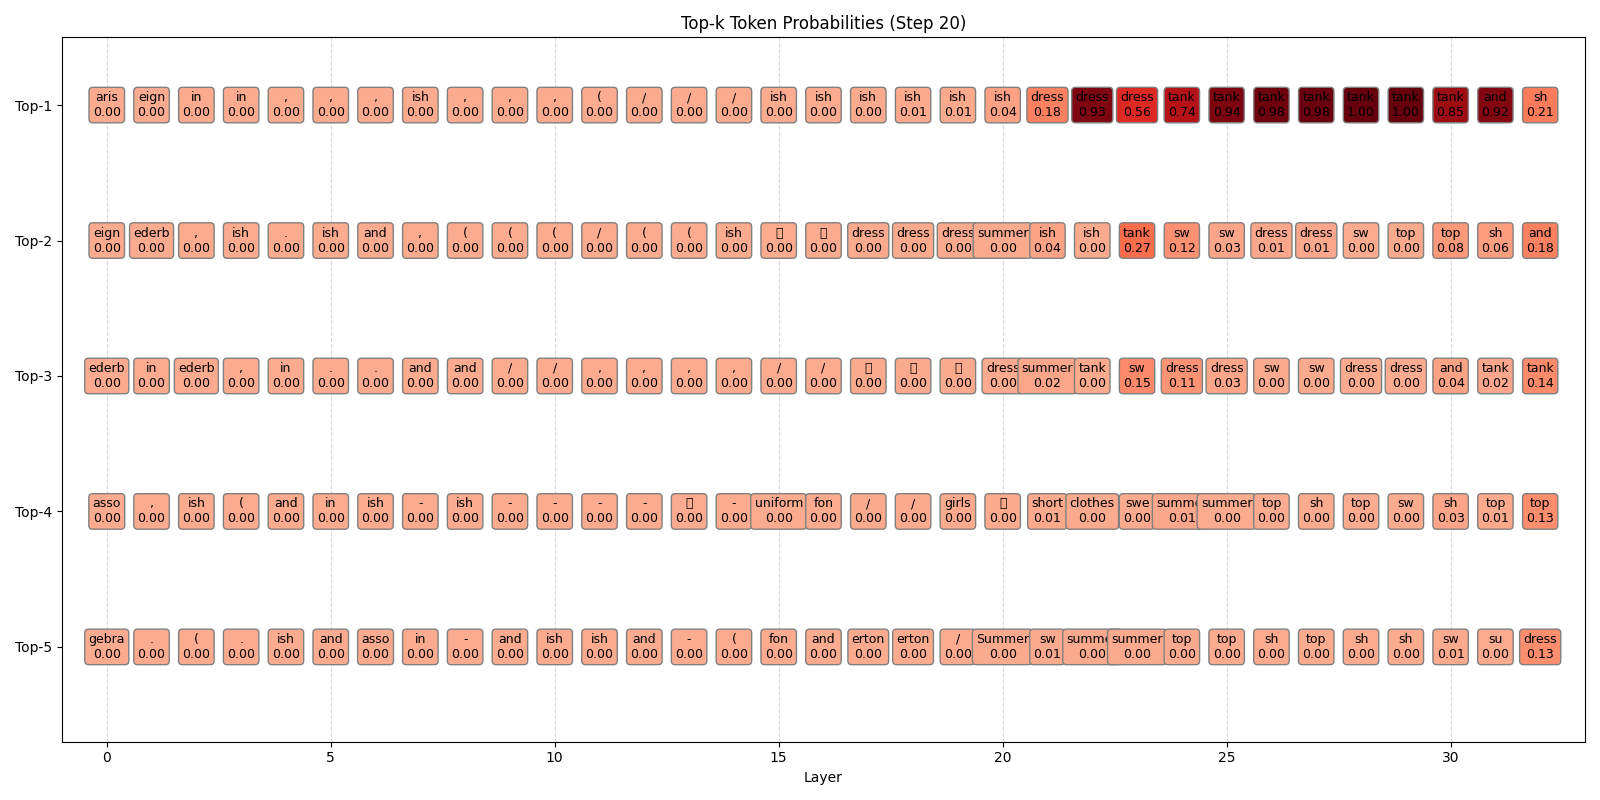 Top-k Token Probabilities (Step 20)
Top-1
aris eign in in , , , ish , , , ( / / / ish ish ish ish ish ish dress dress dress tank tank tank tank tank tank tank and sh
0.00 0.00 0.00 0.00 0.00 0.00 0.00 0.00 0.00 0.00 0.00 0.00 0.00 0.00 0.00 0.00 0.00 0.00 0.01 0.01 0.04 0.18 0.93 0.56 0.74 0.94 0.98 0.98 1.00 1.00 0.85 0.92 0.21
Top-2
eign ederb , ish . ish and , ( ( ( / ( ( ish dress dress dress summer ish ish tank sw sw dress dress sw top top sh and
0.00 0.00 0.00 0.00 0.00 0.00 0.00 0.00 0.00 0.00 0.00 0.00 0.00 0.00 0.00 0.00 0.00 0.00 0.00 0.00 0.00 0.04 0.00 0.27 0.12 0.03 0.01 0.01 0.00 0.00 0.08 0.06 0.18
Top-3
ederb in ederb , in . . and and / / , , , , / / dress summer tank sw dress dress sw sw dress dress and tank tank
0.00 0.00 0.00 0.00 0.00 0.00 0.00 0.00 0.00 0.00 0.00 0.00 0.00 0.00 0.00 0.00 0.00 0.00 0.00 0.00 0.00 0.02 0.00 0.15 0.11 0.03 0.00 0.00 0.00 0.00 0.04 0.02 0.14
Top-4
asso , ish ( and in ish - ish - - - - - uniform fon / / girls short clothes swe summ summer top sh top sw sh top top
0.00 0.00 0.00 0.00 0.00 0.00 0.00 0.00 0.00 0.00 0.00 0.00 0.00 0.00 0.00 0.00 0.00 0.00 0.00 0.00 0.00 0.01 0.00 0.00 0.01 0.00 0.00 0.00 0.00 0.00 0.03 0.01 0.13
Top-5
gebra . ( . ish and asso in - and ish ish and - ( fon and erton erton / Summer sw summ summer top top sh top sh sh sw su dress
0.00 0.00 0.00 0.00 0.00 0.00 0.00 0.00 0.00 0.00 0.00 0.00 0.00 0.00 0.00 0.00 0.00 0.00 0.00 0.00 0.00 0.01 0.00 0.00 0.00 0.00 0.00 0.00 0.00 0.00 0.01 0.00 0.13
0 5 10 15 20 25 30
Layer